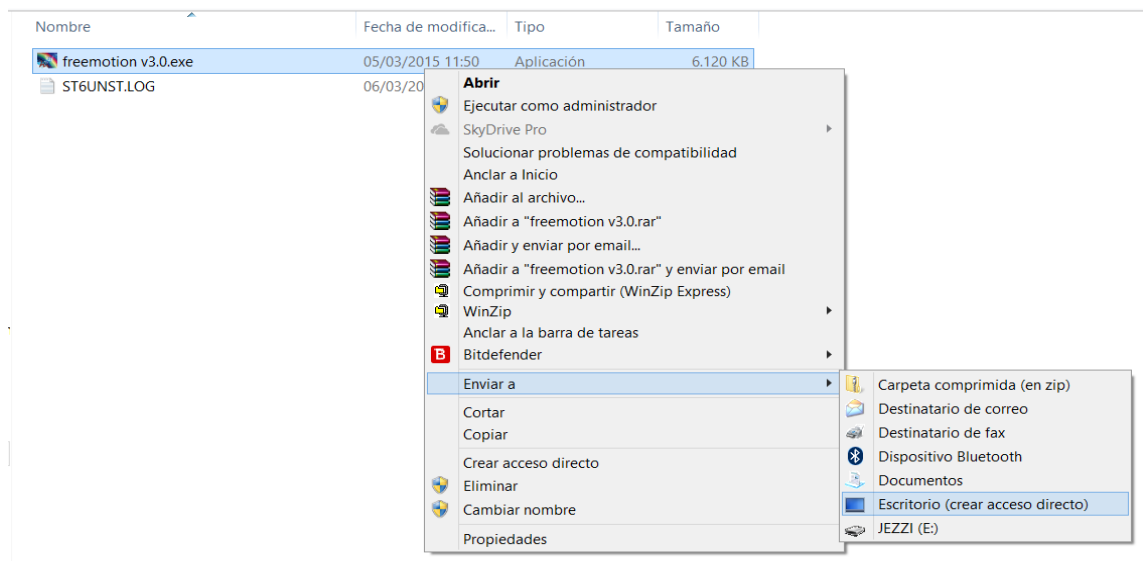 Nombre Fecha de modifica... Tipo Tamaño
freemotion v3.0.exe 05/03/2015 11:50 Aplicación 6.120 KB
ST6UNST.LOG 06/03/20
Abrir
Ejecutar como administrador
SkyDrive Pro
Solucionar problemas de compatibilidad
Anclar a Inicio
Añadir al archivo...
Añadir a "freemotion v3.0.rar"
Añadir y enviar por email...
Añadir a "freemotion v3.0.rar" y enviar por email
Comprimir y compartir (WinZip Express)
WinZip
Anclar a la barra de tareas
B Bitdefender
Enviar a
Cortar
Copiar
Crear acceso directo
Eliminar
Cambiar nombre
Propiedades
Carpeta comprimida (en zip)
Destinatario de correo
Destinatario de fax
Dispositivo Bluetooth
Documentos
Escritorio (crear acceso directo)
JEZZI (E:)